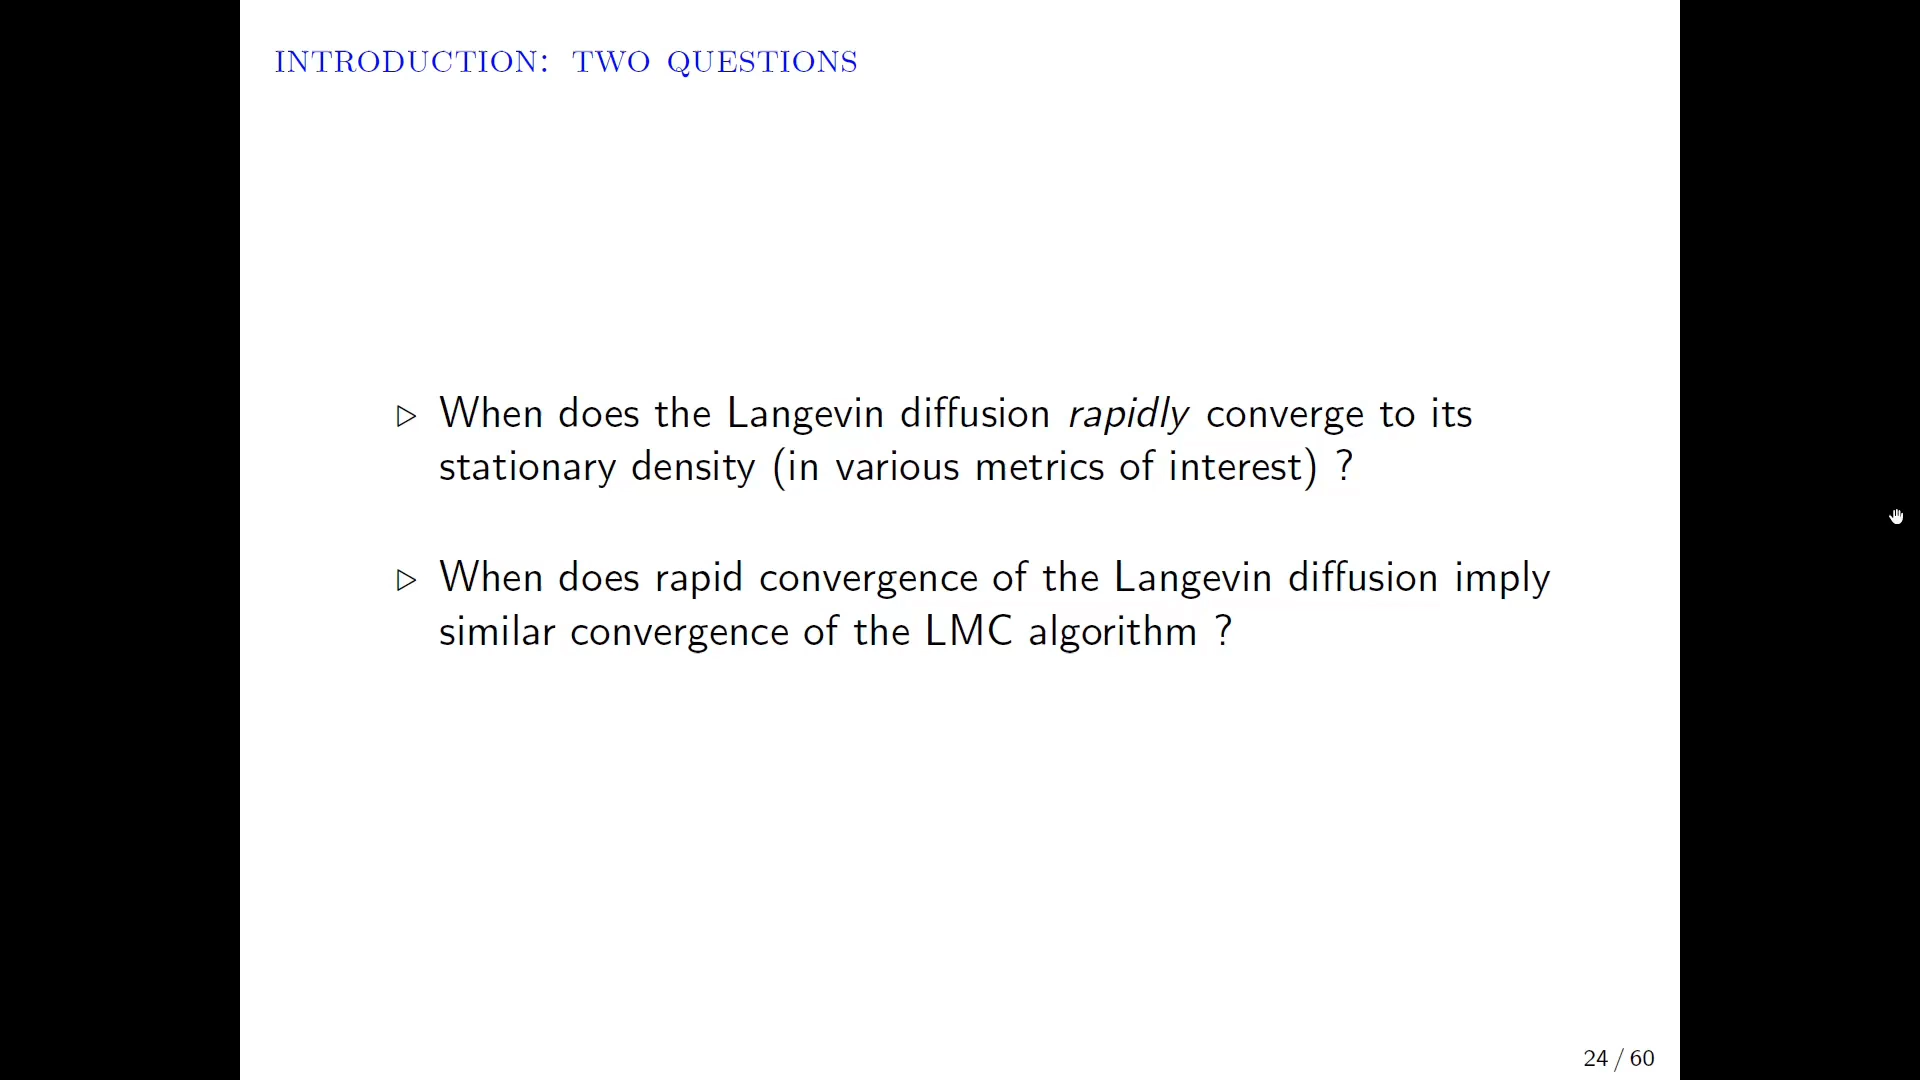 INTRODUCTION: TWO QUESTIONS
▷ When does the Langevin diffusion rapidly converge to its
stationary density (in various metrics of interest) ?
▷ When does rapid convergence of the Langevin diffusion imply
similar convergence of the LMC algorithm ?
24 / 60